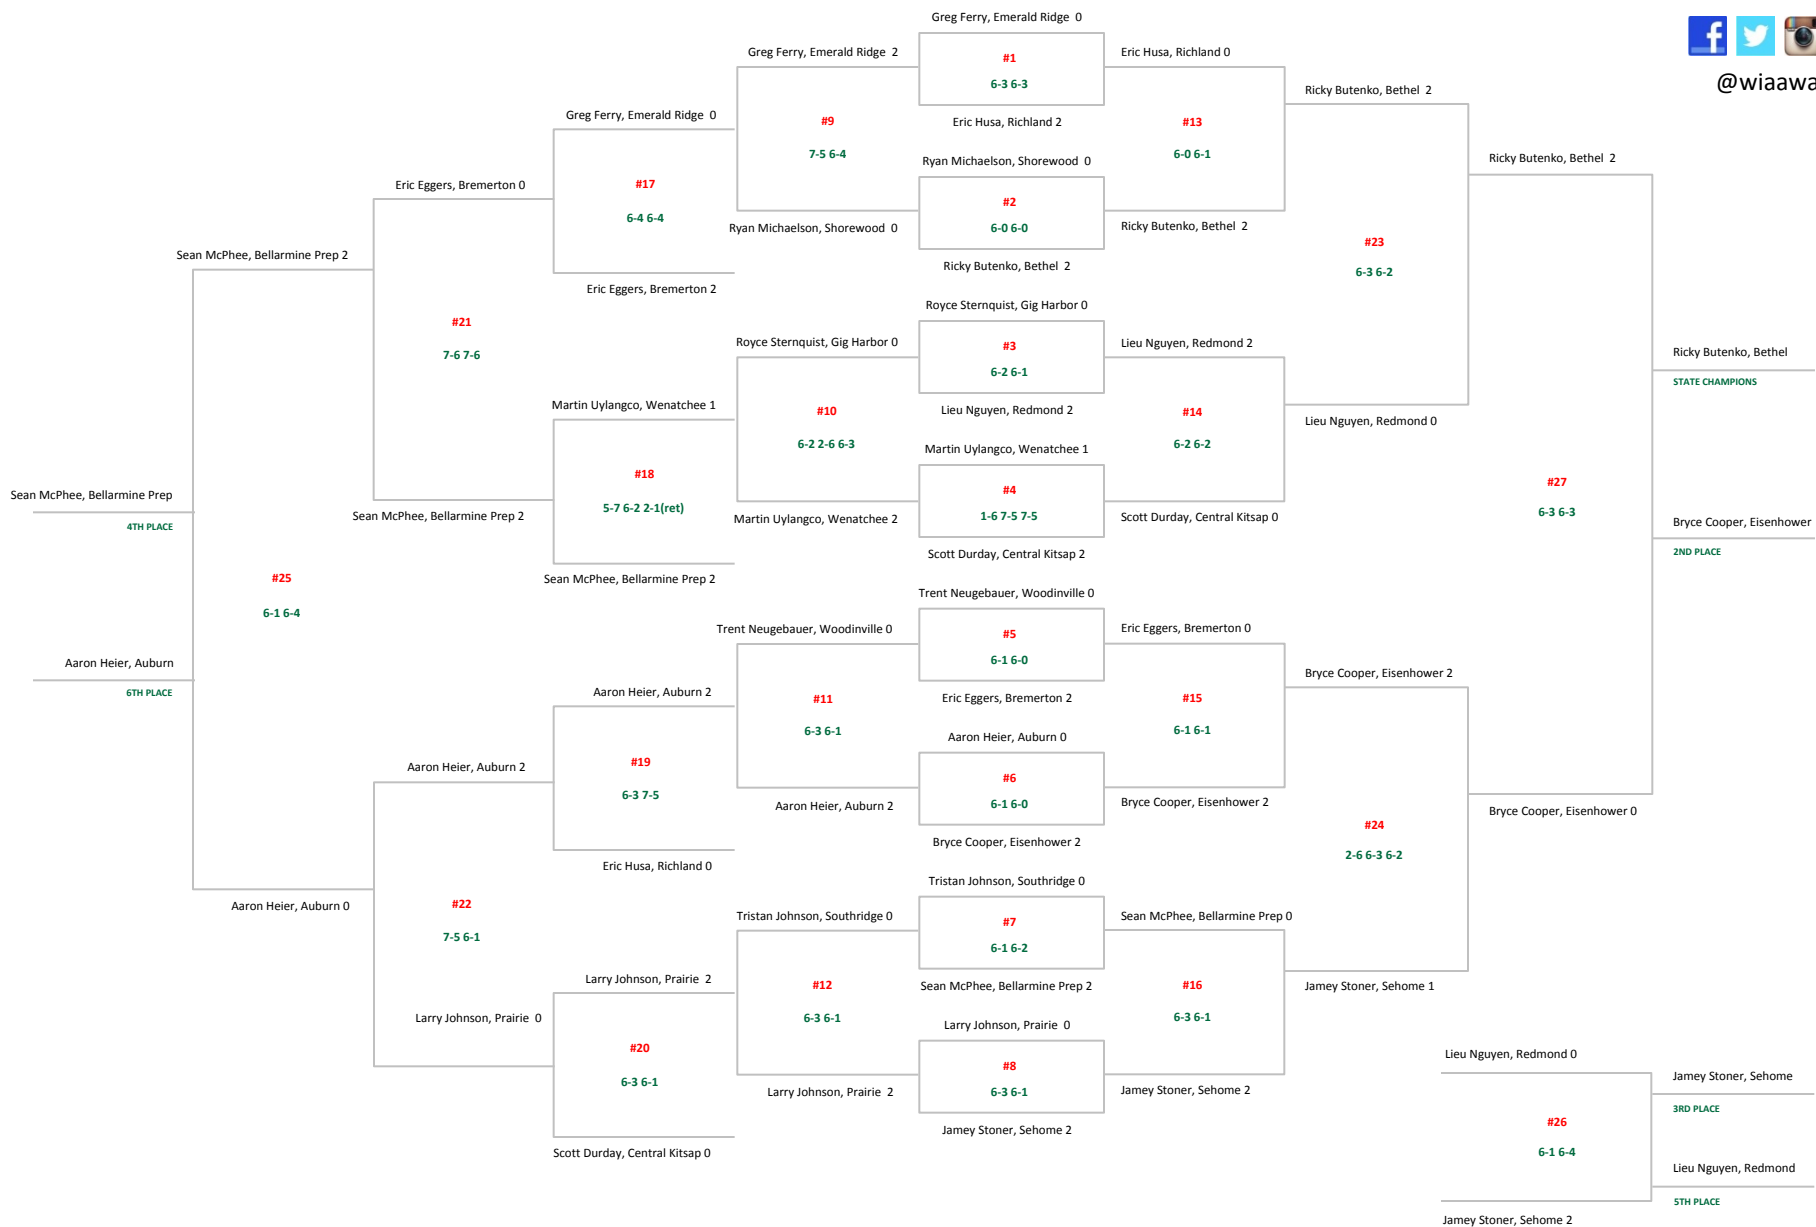 Greg Ferry, Emerald Ridge 0
#1
6-3 6-3
Eric Husa, Richland 2
Ryan Michaelson, Shorewood 0
#2
6-0 6-0
Ricky Butenko, Bethel 2
Royce Sternquist, Gig Harbor 0
#3
6-2 6-1
Lieu Nguyen, Redmond 2
Martin Uylangco, Wenatchee 1
#4
1-6 7-5 7-5
Scott Durday, Central Kitsap 2
Trent Neugebauer, Woodinville 0
#5
6-1 6-0
Eric Eggers, Bremerton 2
Aaron Heier, Auburn 0
#6
6-1 6-0
Bryce Cooper, Eisenhower 2
Tristan Johnson, Southridge 0
#7
6-1 6-2
Sean McPhee, Bellarmine Prep 2
Larry Johnson, Prairie 0
#8
6-3 6-1
Jamey Stoner, Sehome 2
Greg Ferry, Emerald Ridge 2
#9
7-5 6-4
Ryan Michaelson, Shorewood 0
Royce Sternquist, Gig Harbor 0
#10
6-2 2-6 6-3
Martin Uylangco, Wenatchee 2
Trent Neugebauer, Woodinville 0
#11
6-3 6-1
Aaron Heier, Auburn 2
Tristan Johnson, Southridge 0
#12
6-3 6-1
Larry Johnson, Prairie 2
Eric Husa, Richland 0
#13
6-0 6-1
Ricky Butenko, Bethel 2
Lieu Nguyen, Redmond 2
#14
6-2 6-2
Scott Durday, Central Kitsap 0
Eric Eggers, Bremerton 0
#15
6-1 6-1
Bryce Cooper, Eisenhower 2
Sean McPhee, Bellarmine Prep 0
#16
6-3 6-1
Jamey Stoner, Sehome 2
Greg Ferry, Emerald Ridge 0
#17
6-4 6-4
Eric Eggers, Bremerton 2
Martin Uylangco, Wenatchee 1
#18
5-7 6-2 2-1(ret)
Sean McPhee, Bellarmine Prep 2
Aaron Heier, Auburn 2
#19
6-3 7-5
Eric Husa, Richland 0
Larry Johnson, Prairie 2
#20
6-3 6-1
Scott Durday, Central Kitsap 0
Eric Eggers, Bremerton 0
#21
7-6 7-6
Sean McPhee, Bellarmine Prep 2
Aaron Heier, Auburn 2
#22
7-5 6-1
Larry Johnson, Prairie 0
Ricky Butenko, Bethel 2
#23
6-3 6-2
Lieu Nguyen, Redmond 0
Bryce Cooper, Eisenhower 2
#24
2-6 6-3 6-2
Jamey Stoner, Sehome 1
Sean McPhee, Bellarmine Prep 2
#25
6-1 6-4
Aaron Heier, Auburn 0
Sean McPhee, Bellarmine Prep
4TH PLACE
Aaron Heier, Auburn
6TH PLACE
@wiaawa
Ricky Butenko, Bethel 2
#27
6-3 6-3
Bryce Cooper, Eisenhower 0
Ricky Butenko, Bethel
STATE CHAMPIONS
Bryce Cooper, Eisenhower
2ND PLACE
Lieu Nguyen, Redmond 0
#26
6-1 6-4
Jamey Stoner, Sehome 2
Jamey Stoner, Sehome
3RD PLACE
Lieu Nguyen, Redmond
5TH PLACE